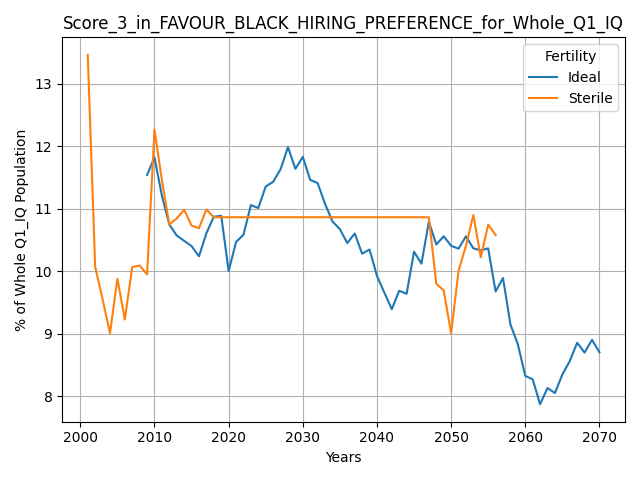 Score_3_in_FAVOUR_BLACK_HIRING_PREFERENCE_for_Whole_Q1_IQ
Fertility
Ideal
Sterile
% of Whole Q1_IQ Population
13
12
11
10
9
8
2000 2010 2020 2030 2040 2050 2060 2070
Years